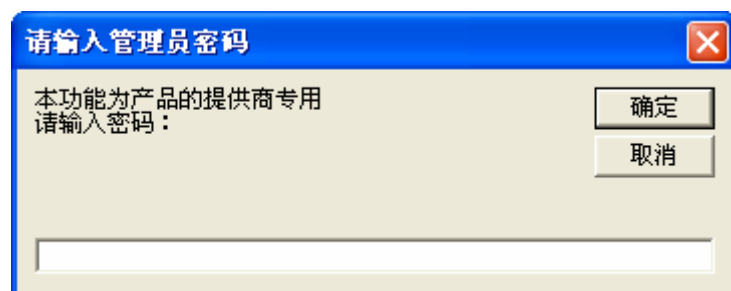 请输入管理员密码
本功能为产品的提供商专用
请输入密码：
确定
取消